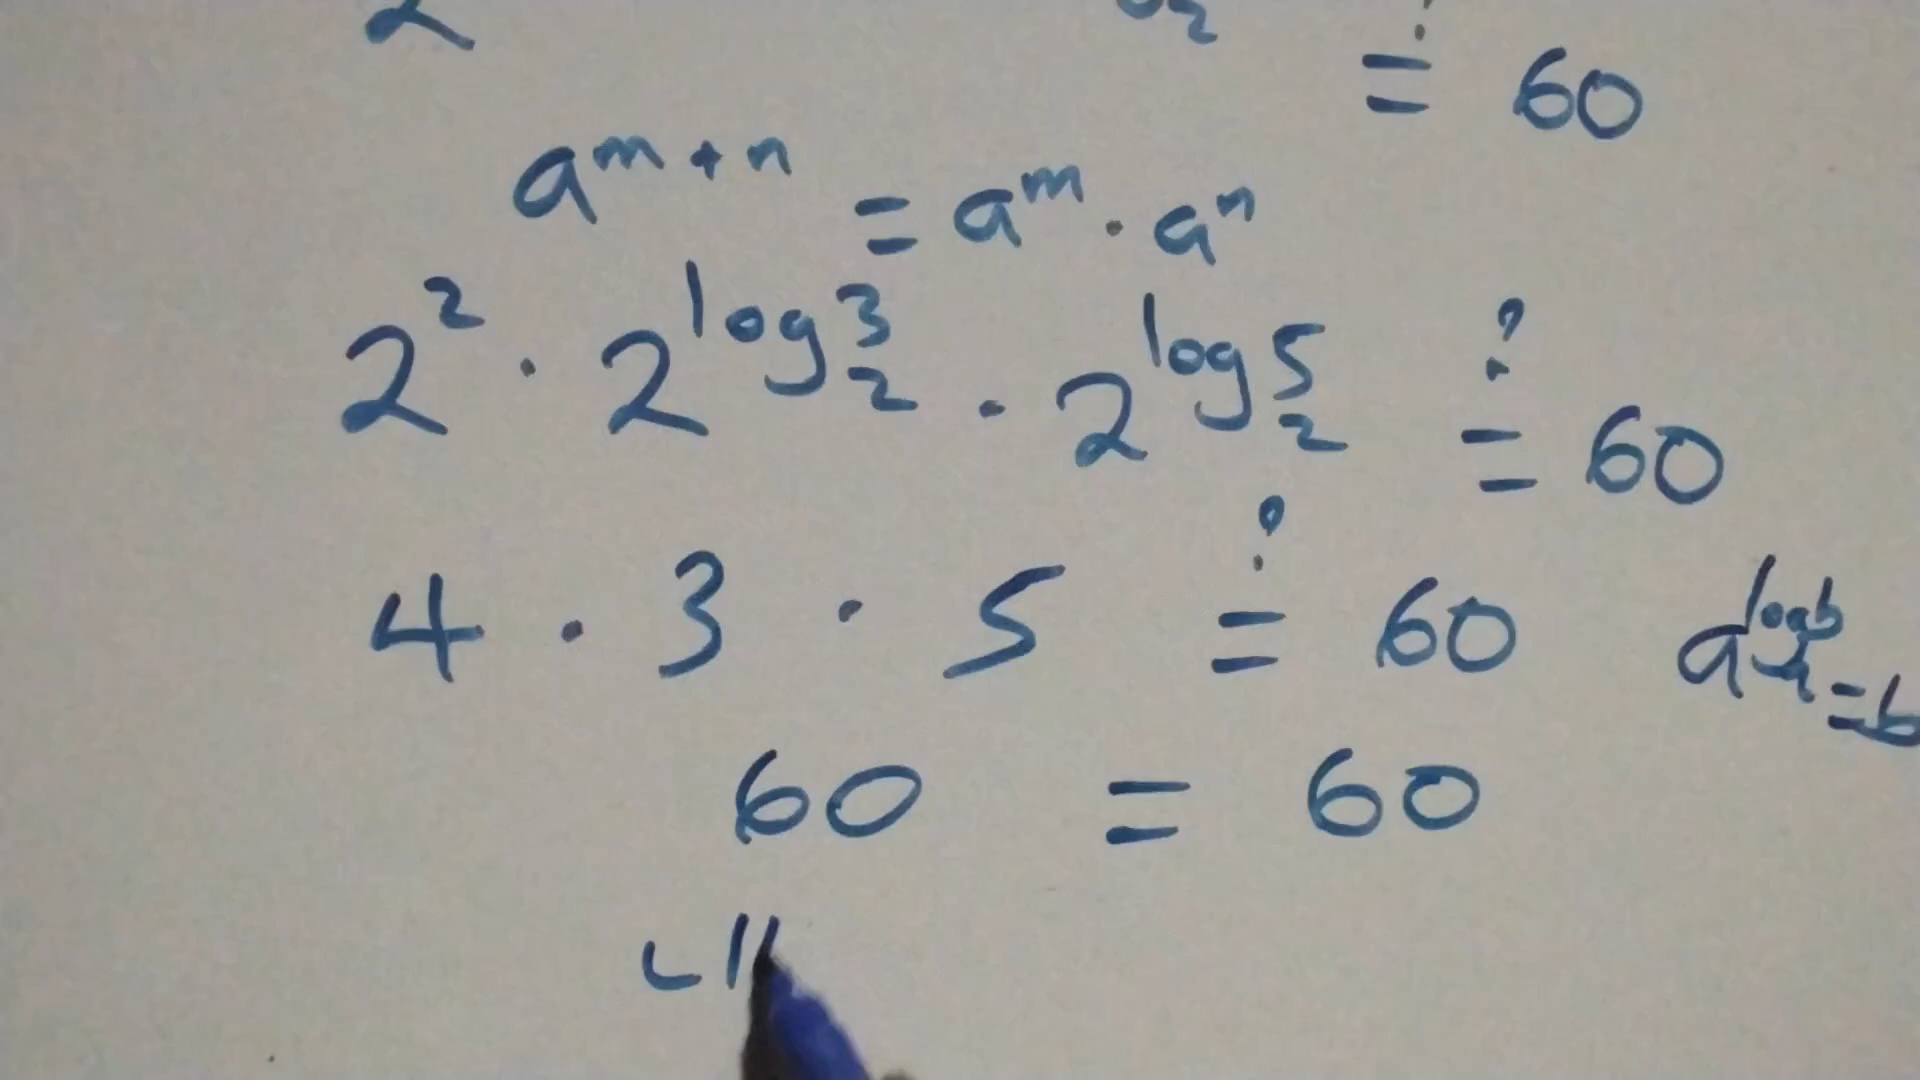 = 60
a^{m+n} = a^m · a^n
2^2 · 2^{log_2 3} · 2^{log_2 5} ?= 60
4 · 3 · 5 ?= 60
a^{log_a b} = b
60 = 60